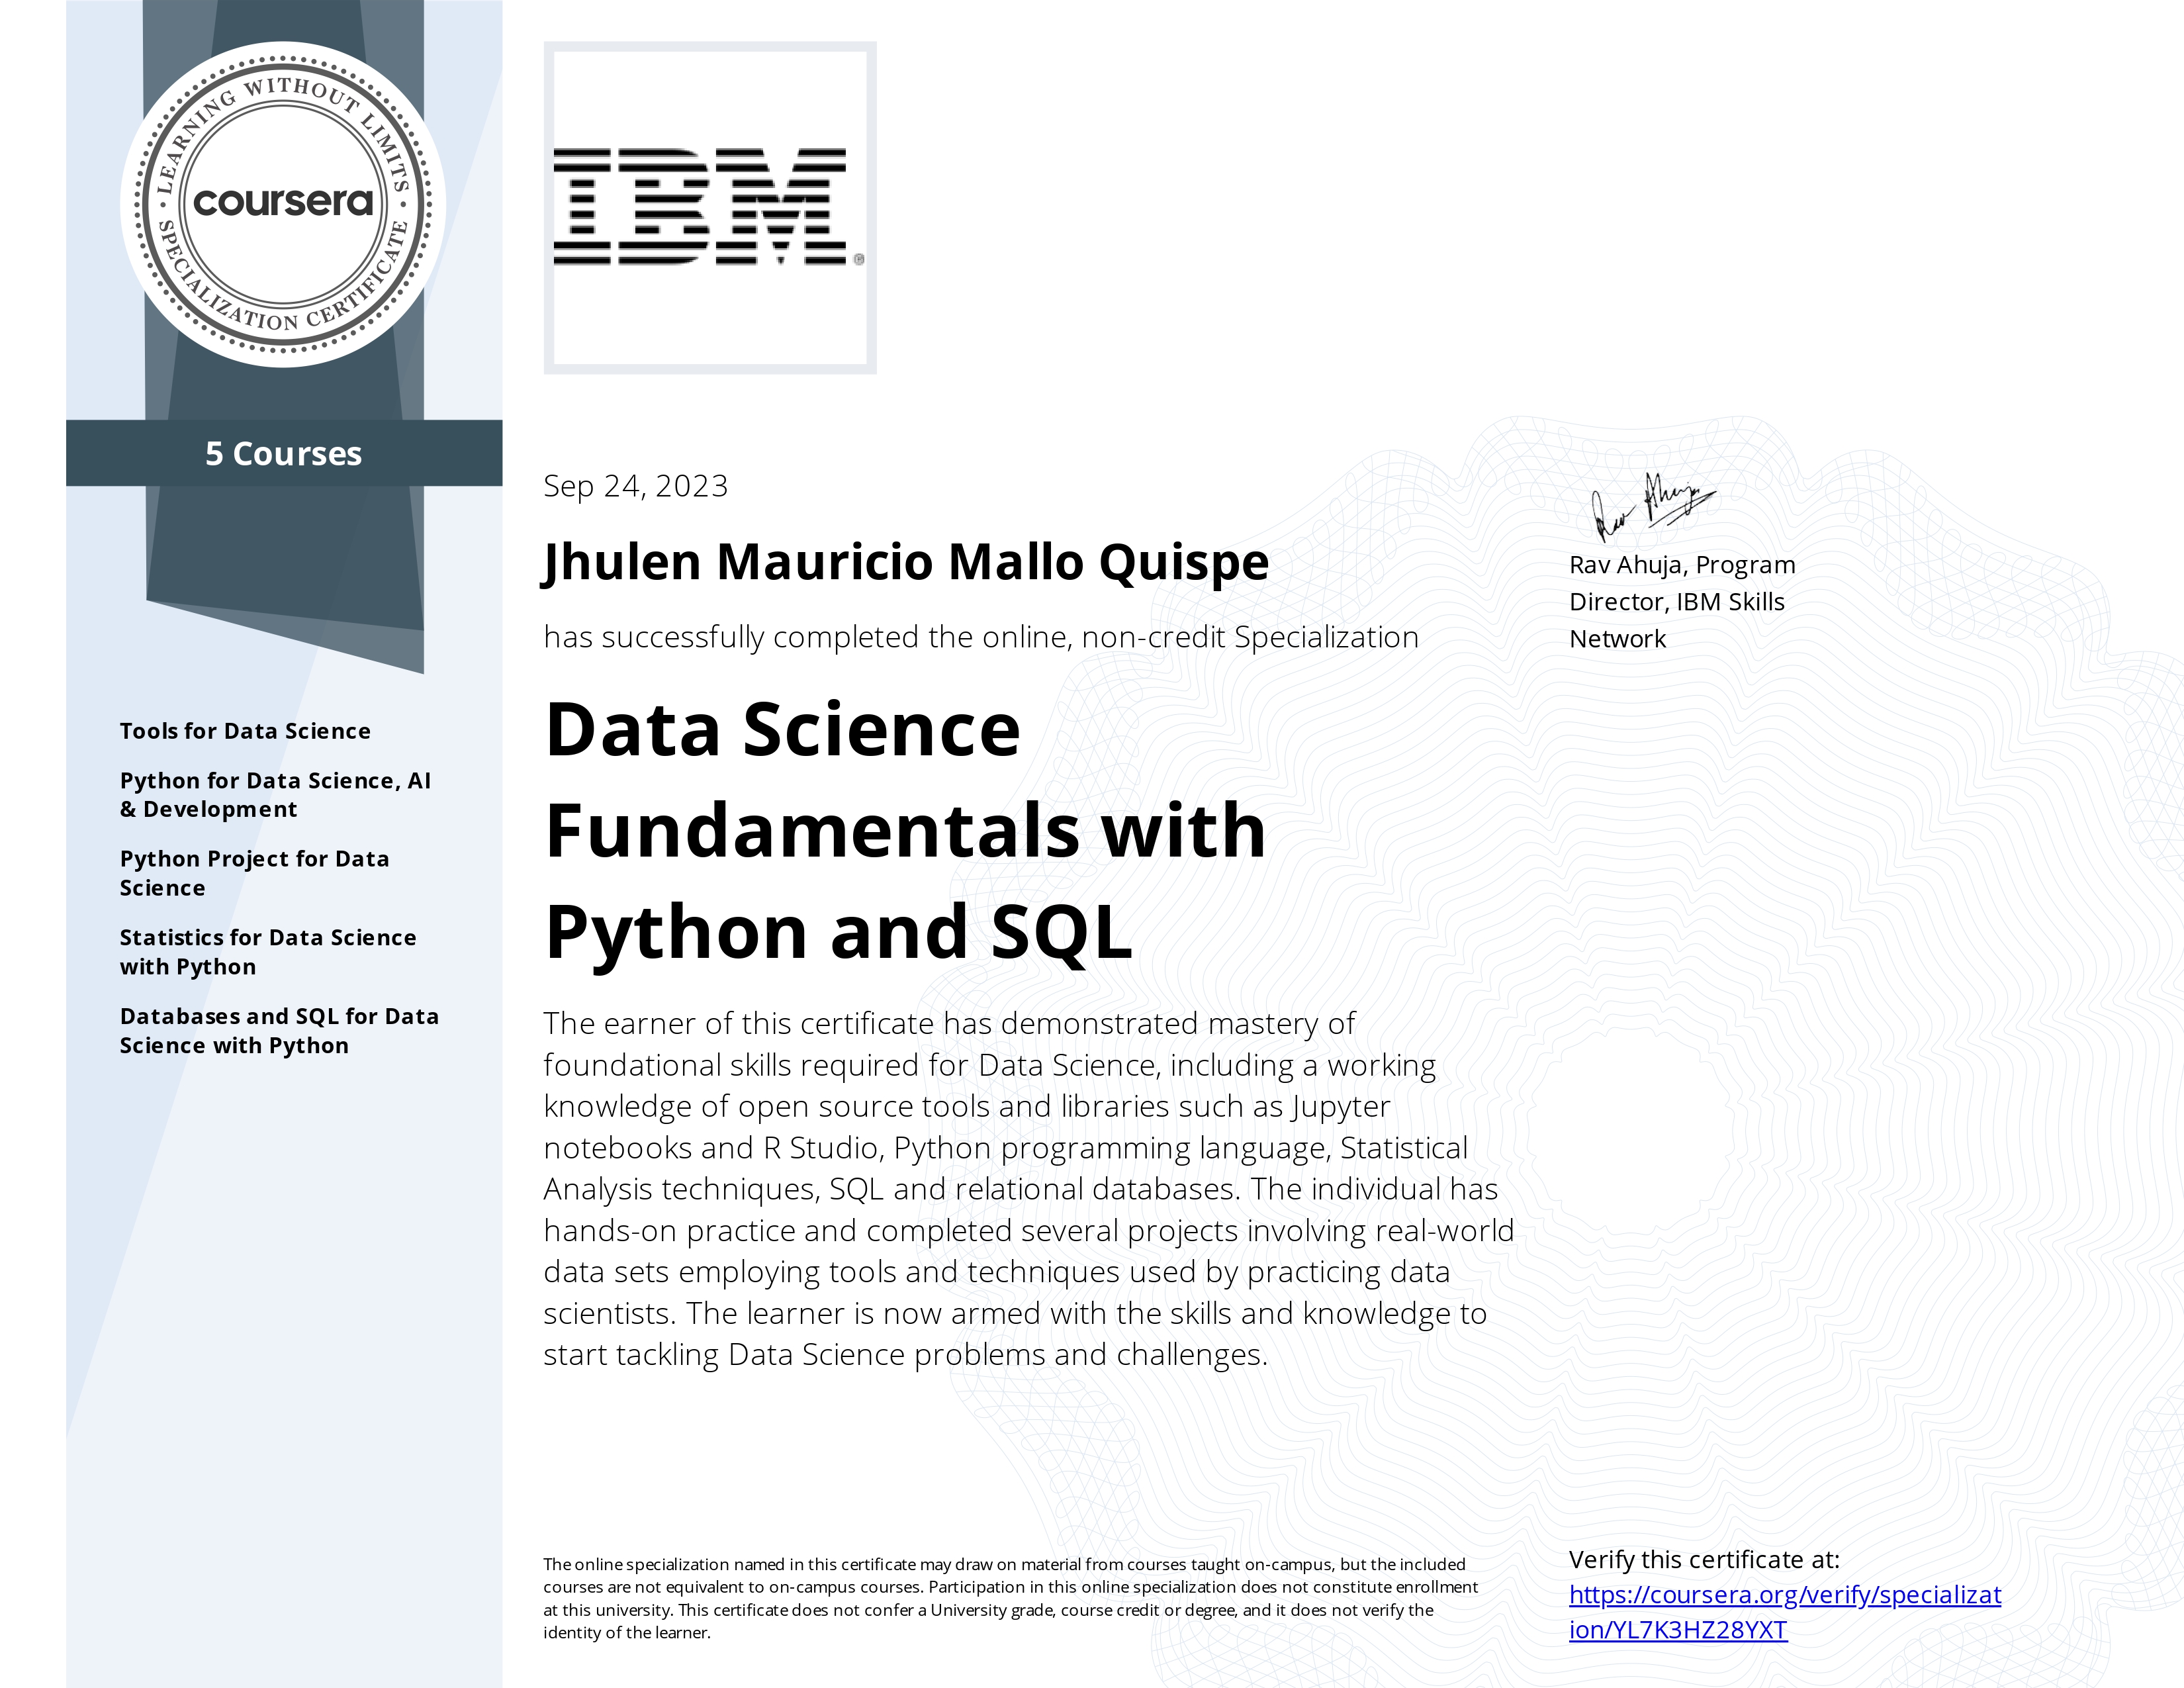 LEARNING WITHOUT LIMITS
coursera
SPECIALIZATION CERTIFICATE
5 Courses
Tools for Data Science
Python for Data Science, AI
& Development
Python Project for Data
Science
Statistics for Data Science
with Python
Databases and SQL for Data
Science with Python
IBM®
Sep 24, 2023
Jhulen Mauricio Mallo Quispe
has successfully completed the online, non-credit Specialization
Data Science
Fundamentals with
Python and SQL
The earner of this certificate has demonstrated mastery of
foundational skills required for Data Science, including a working
knowledge of open source tools and libraries such as Jupyter
notebooks and R Studio, Python programming language, Statistical
Analysis techniques, SQL and relational databases. The individual has
hands-on practice and completed several projects involving real-world
data sets employing tools and techniques used by practicing data
scientists. The learner is now armed with the skills and knowledge to
start tackling Data Science problems and challenges.
Rav Ahuja
Rav Ahuja, Program
Director, IBM Skills
Network
The online specialization named in this certificate may draw on material from courses taught on-campus, but the included
courses are not equivalent to on-campus courses. Participation in this online specialization does not constitute enrollment
at this university. This certificate does not confer a University grade, course credit or degree, and it does not verify the
identity of the learner.
Verify this certificate at:
https://coursera.org/verify/specializat
ion/YL7K3HZ28YXT